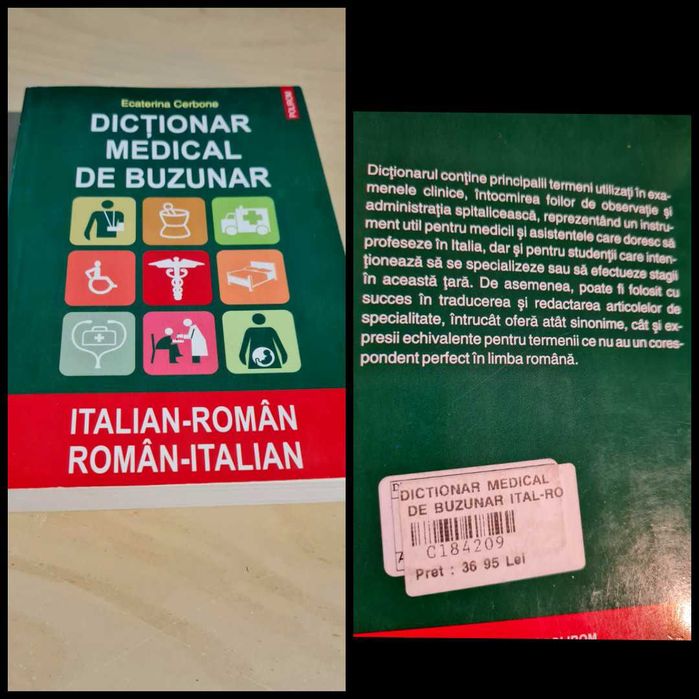 POLIROM
Ecaterina Cerbone
DICȚIONAR
MEDICAL
DE BUZUNAR
ITALIAN-ROMÂN
ROMÂN-ITALIAN
Dicționarul conține principalii termeni utilizați în exa-
menele clinice, întocmirea foilor de observație și
administrația spitalicească, reprezentând un instru-
ment util pentru medicii și asistentele care doresc să
profeseze în Italia, dar și pentru studenții care inten-
ționează să se specializeze sau să efectueze stagii
în această țară. De asemenea, poate fi folosit cu
succes în traducerea și redactarea articolelor de
specialitate, întrucât oferă atât sinonime, cât și ex-
presii echivalente pentru termenii ce nu au un cores-
pondent perfect în limba română.
DICTIONAR MEDICAL
DE BUZUNAR ITAL-RO
C184209
Pret : 36 95 Lei